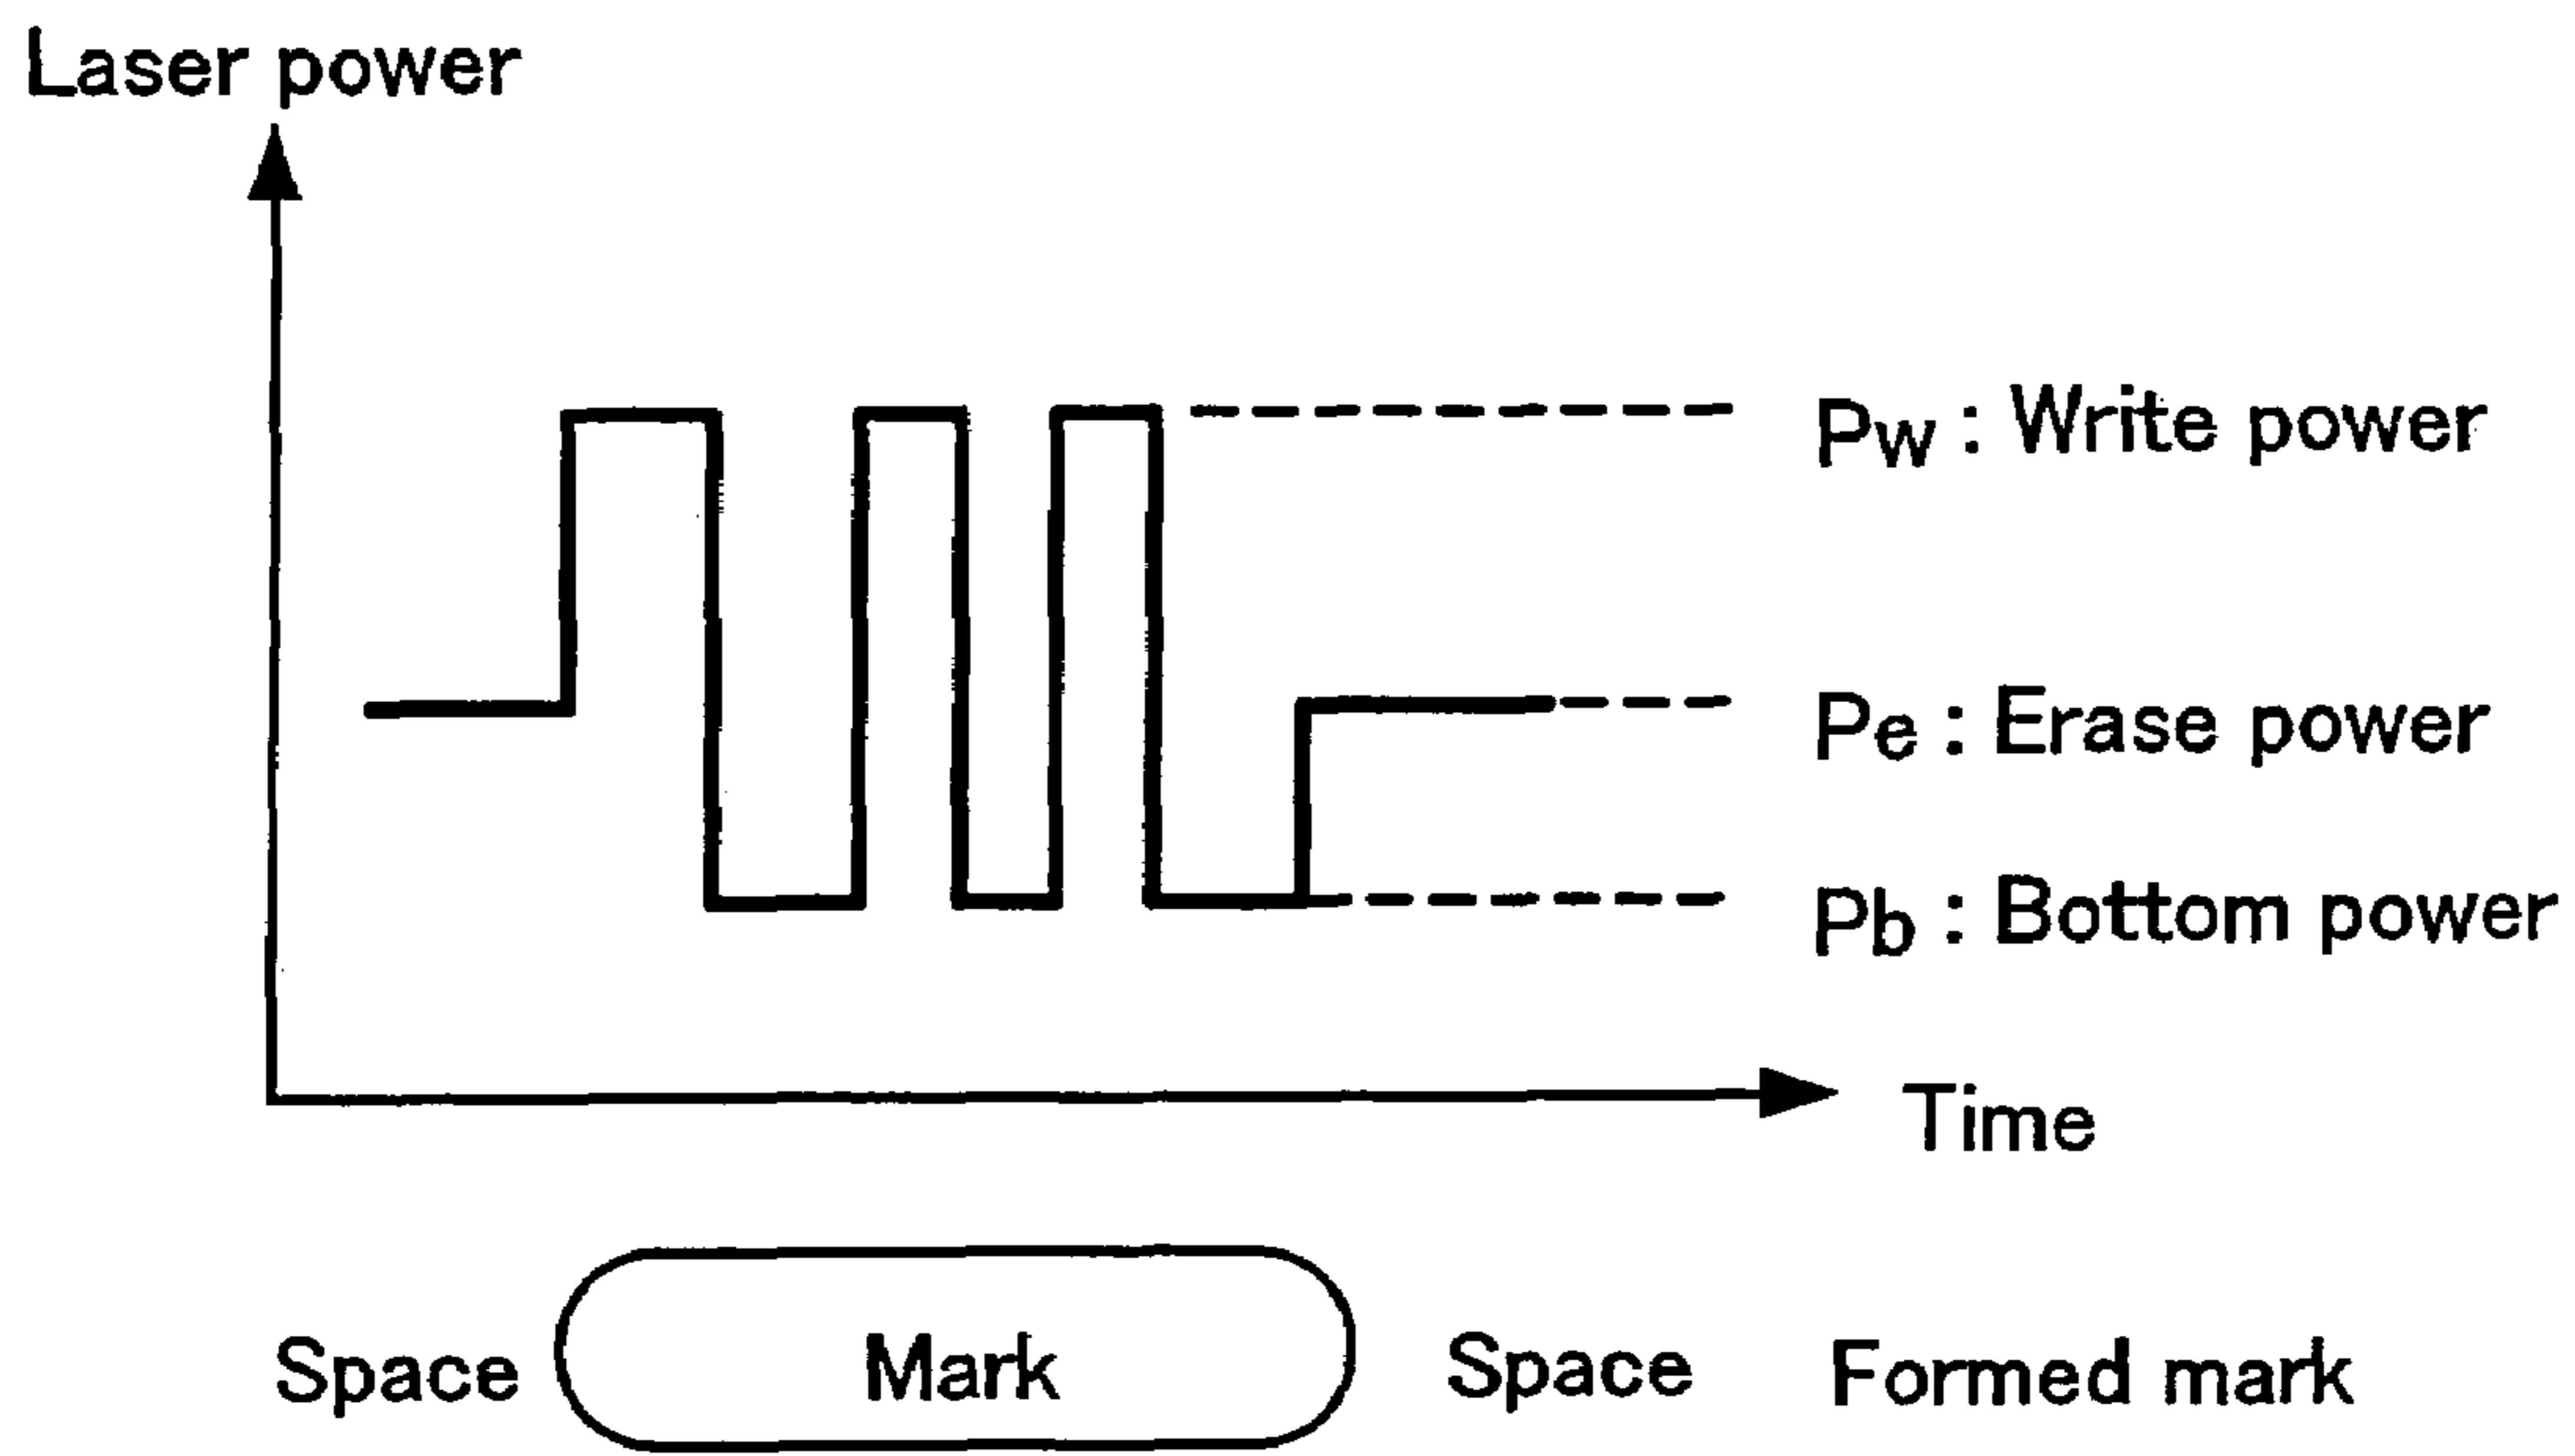 Laser power
Pw : Write power
Pe : Erase power
Pb : Bottom power
Time
Space Mark Space Formed mark